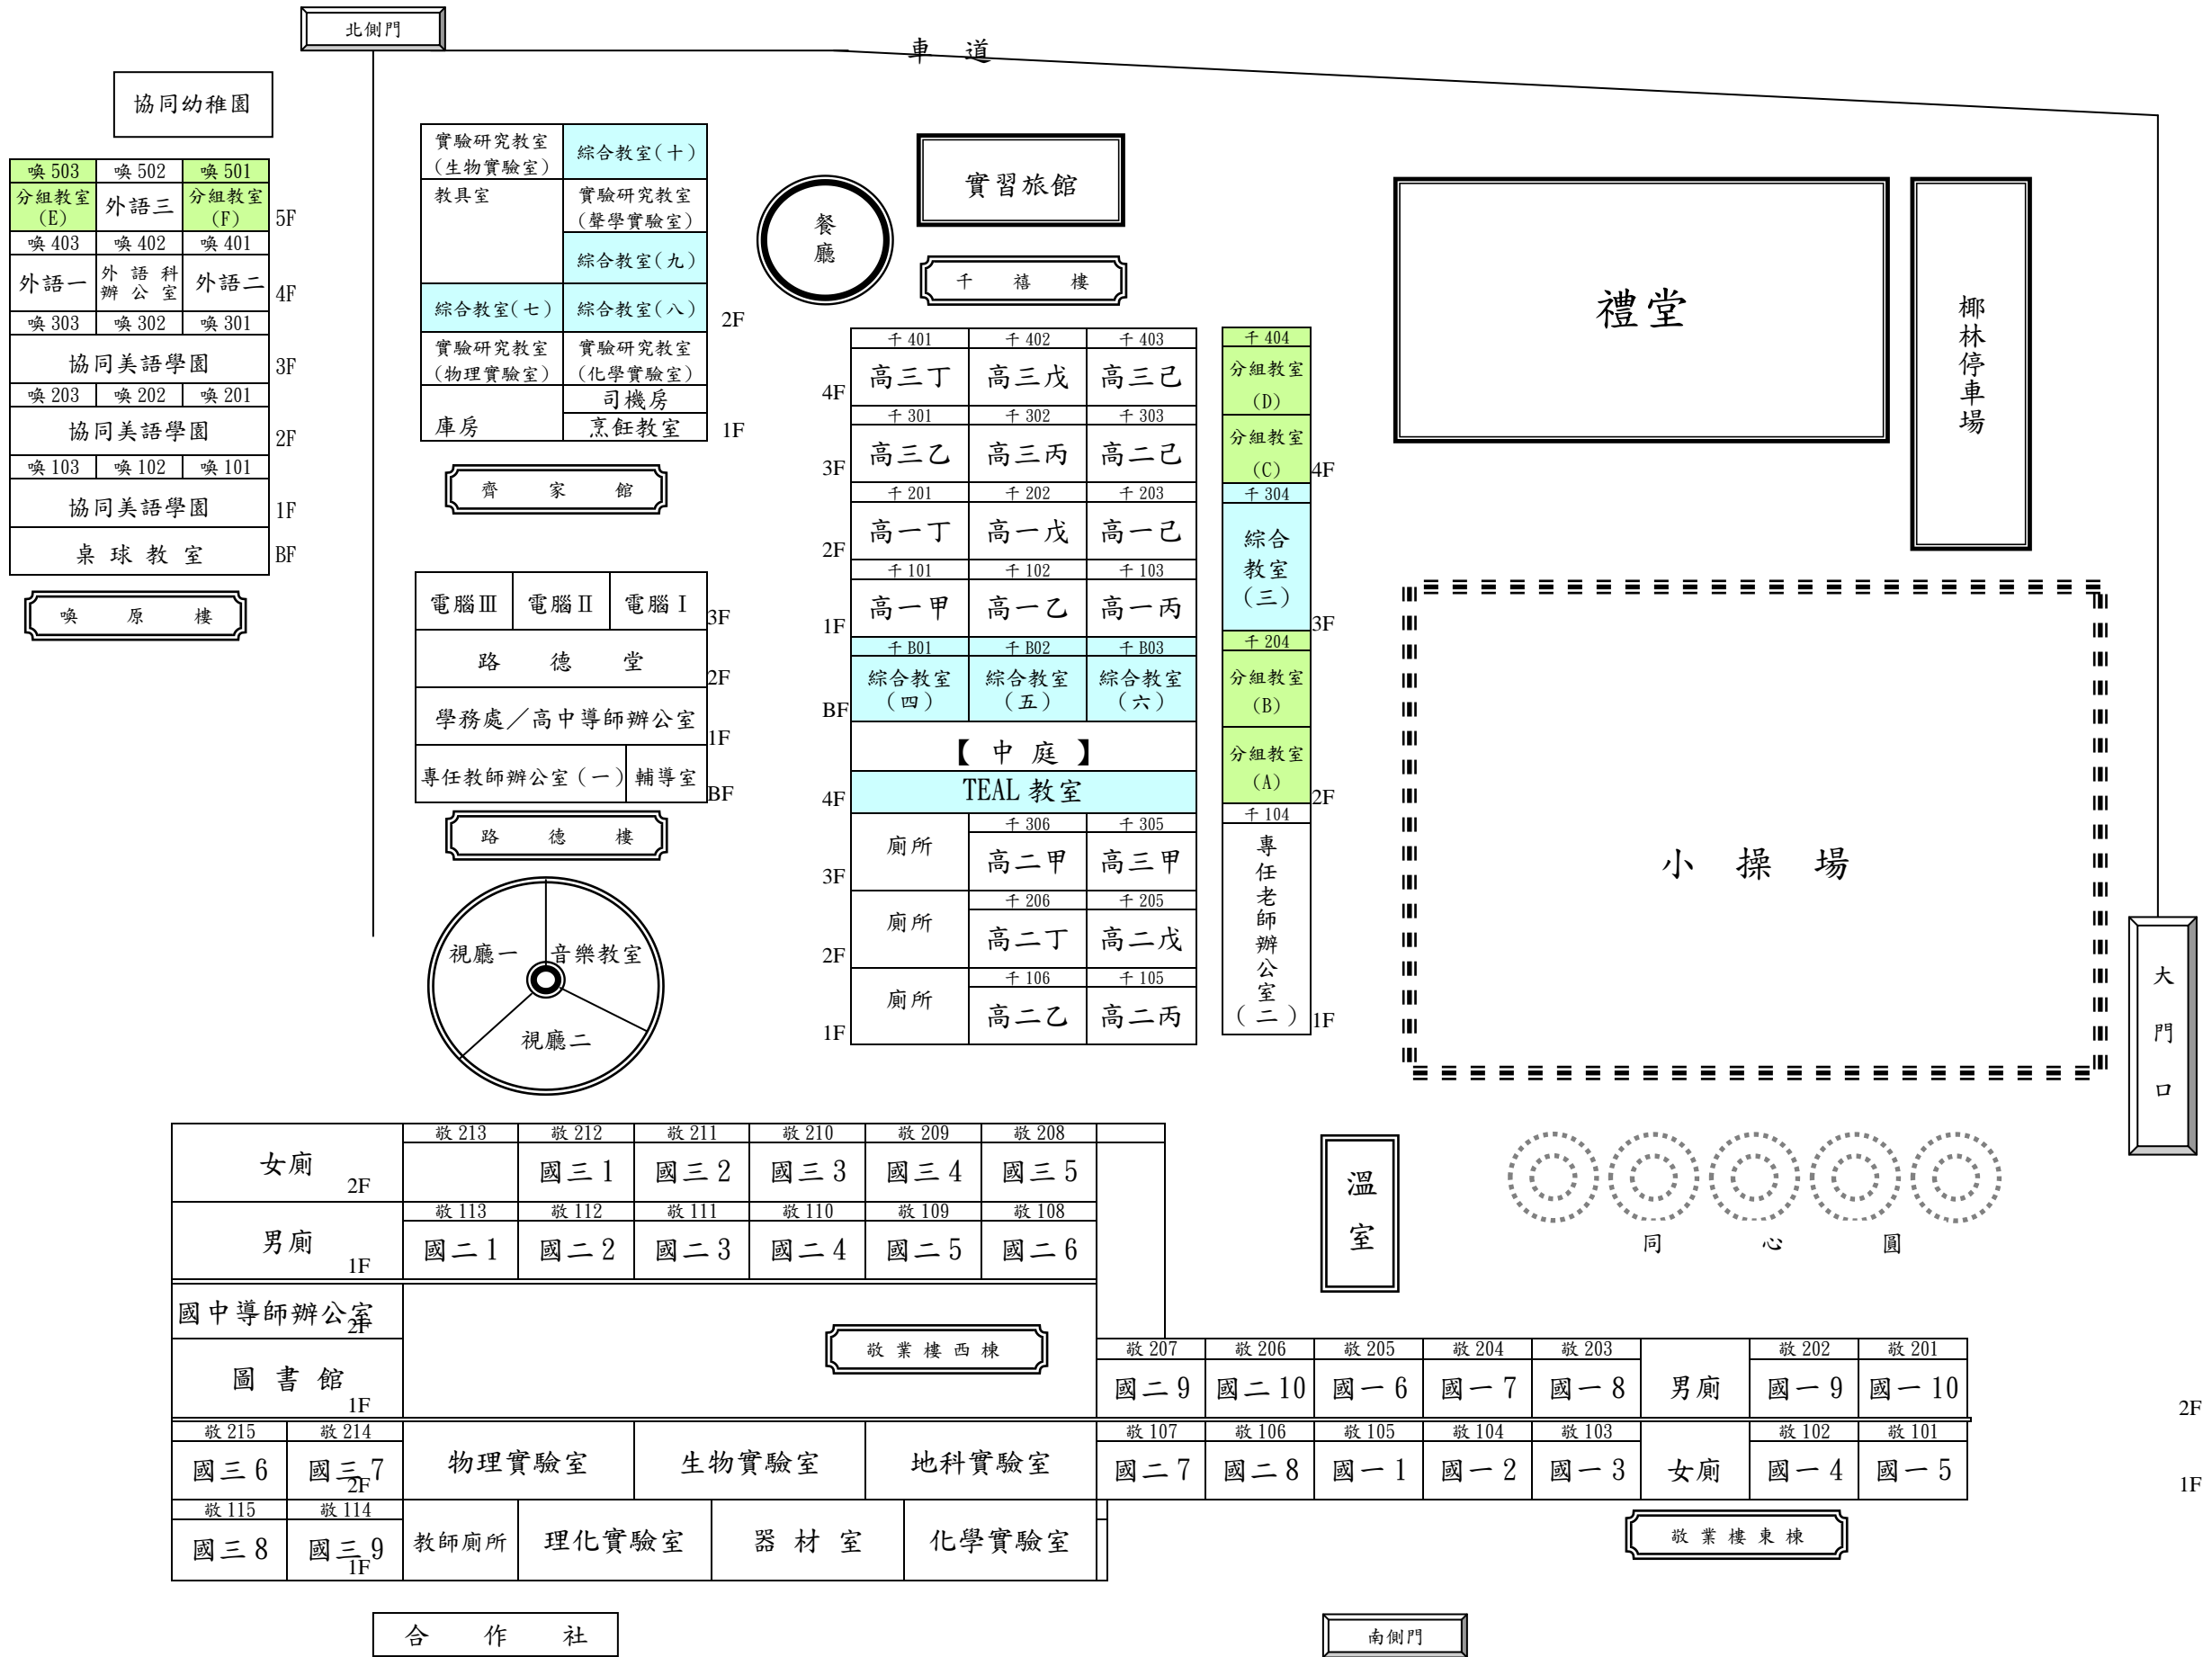 北側門
車 道
協同幼稚園
喚 503 喚 502 喚 501
分組教室(E) 外語三 分組教室(F) 5F
喚 403 喚 402 喚 401
外語一 外語科辦公室 外語二 4F
喚 303 喚 302 喚 301
協同美語學園 3F
喚 203 喚 202 喚 201
協同美語學園 2F
喚 103 喚 102 喚 101
協同美語學園 1F
桌球教室 BF
喚原樓
實驗研究教室(生物實驗室) 綜合教室(十)
教具室 實驗研究教室(聲學實驗室)
綜合教室(九)
綜合教室(七) 綜合教室(八) 2F
實驗研究教室(物理實驗室) 實驗研究教室(化學實驗室)
庫房 司機房
烹飪教室 1F
齊家館
電腦Ⅲ 電腦Ⅱ 電腦Ⅰ 3F
路德堂 2F
學務處／高中導師辦公室 1F
專任教師辦公室(一) 輔導室 BF
路德樓
視廳一 音樂教室
視廳二
餐廳
實習旅館
千禧樓
千 401 千 402 千 403
4F 高三丁 高三戊 高三己
千 301 千 302 千 303
3F 高三乙 高三丙 高二己
千 201 千 202 千 203
2F 高一丁 高一戊 高一己
千 101 千 102 千 103
1F 高一甲 高一乙 高一丙
千 B01 千 B02 千 B03
BF 綜合教室(四) 綜合教室(五) 綜合教室(六)
【中庭】
4F TEAL 教室
千 306 千 305
3F 廁所 高二甲 高三甲
千 206 千 205
2F 廁所 高二丁 高二戊
千 106 千 105
1F 廁所 高二乙 高二丙
千 404
分組教室(D)
分組教室(C) 4F
千 304
綜合教室(三) 3F
千 204
分組教室(B)
分組教室(A) 2F
千 104
專任老師辦公室(二) 1F
禮堂
椰林停車場
小操場
大門口
溫室
同心圓
敬 213 敬 212 敬 211 敬 210 敬 209 敬 208
女廁 2F 國三 1 國三 2 國三 3 國三 4 國三 5
敬 113 敬 112 敬 111 敬 110 敬 109 敬 108
男廁 1F 國二 1 國二 2 國二 3 國二 4 國二 5 國二 6
國中導師辦公室 2F
圖書館 1F
敬業樓西棟
敬 207 敬 206 敬 205 敬 204 敬 203 敬 202 敬 201
國二 9 國二 10 國一 6 國一 7 國一 8 男廁 國一 9 國一 10 2F
敬 215 敬 214
國三 6 國三 7 2F 物理實驗室 生物實驗室 地科實驗室
敬 107 敬 106 敬 105 敬 104 敬 103 敬 102 敬 101
國二 7 國二 8 國一 1 國一 2 國一 3 女廁 國一 4 國一 5 1F
敬 115 敬 114
國三 8 國三 9 1F 教師廁所 理化實驗室 器材室 化學實驗室
敬業樓東棟
合作社
南側門